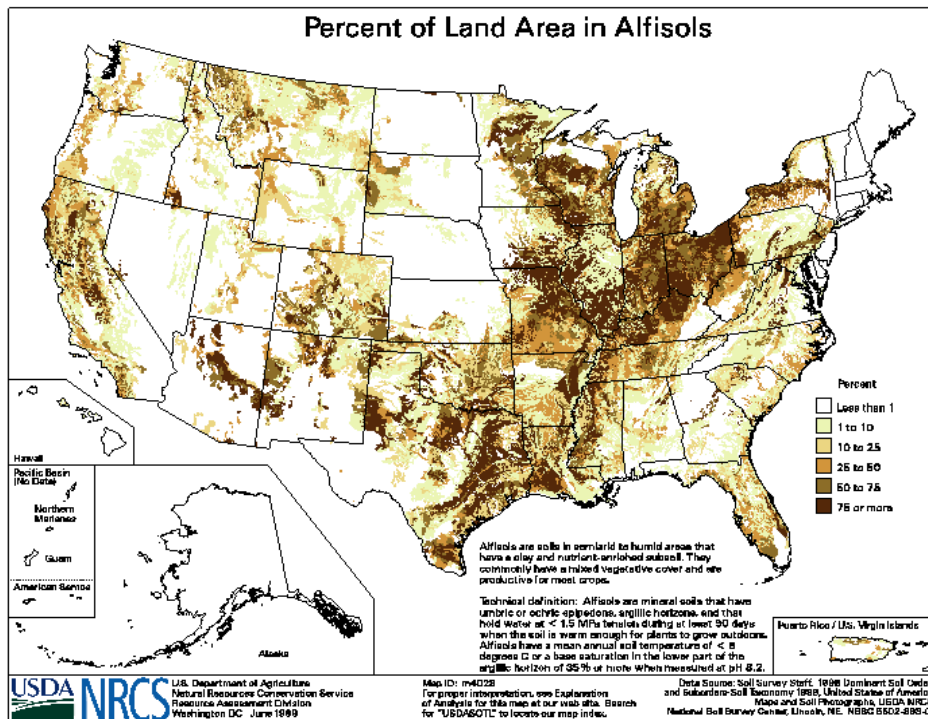 Percent of Land Area in Alfisols
Percent
Less than 1
1 to 10
10 to 25
25 to 50
50 to 75
75 or more
Hawaii
Pacific Basin
(No Data)
Northern
Marianas
Guam
American Samoa
Alaska
Alfisols are soils in semiarid to humid areas that
have a clay and nutrient-enriched subsoil. They
commonly have a mixed vegetative cover and are
productive for most crops.
Technical definition: Alfisols are mineral soils that have
umbric or ochric epipedons, argillic horizons, and that
hold water at < 1.5 MPa tension during at least 90 days
when the soil is warm enough for plants to grow outdoors.
Alfisols have a mean annual soil temperature of < 8
degrees C or a base saturation in the lower part of the
argillic horizon of 35% or more when measured at pH 8.2.
Puerto Rico / U.S. Virgin Islands
USDA NRCS
U.S. Department of Agriculture
Natural Resources Conservation Service
Resource Assessment Division
Washington DC June 1999
Map ID: m4028
For proper interpretation, see Explanation
of Analysis for this map at our web site. Search
for "USDASOTL" to locate our map index.
Data Source: Soil Survey Staff. 1998 Dominant Soil Orde
and Suborders-Soil Taxonomy 1998, United States of Americ
Maps and Soil Photographs, USDA NRC
National Soil Survey Center, Lincoln, NE.